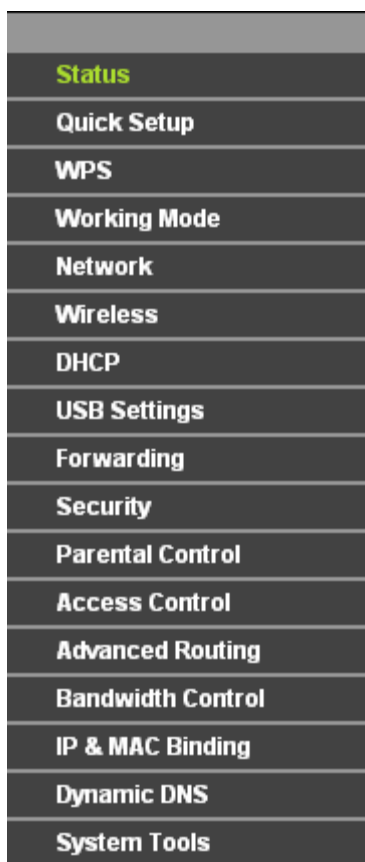 Status
Quick Setup
WPS
Working Mode
Network
Wireless
DHCP
USB Settings
Forwarding
Security
Parental Control
Access Control
Advanced Routing
Bandwidth Control
IP & MAC Binding
Dynamic DNS
System Tools